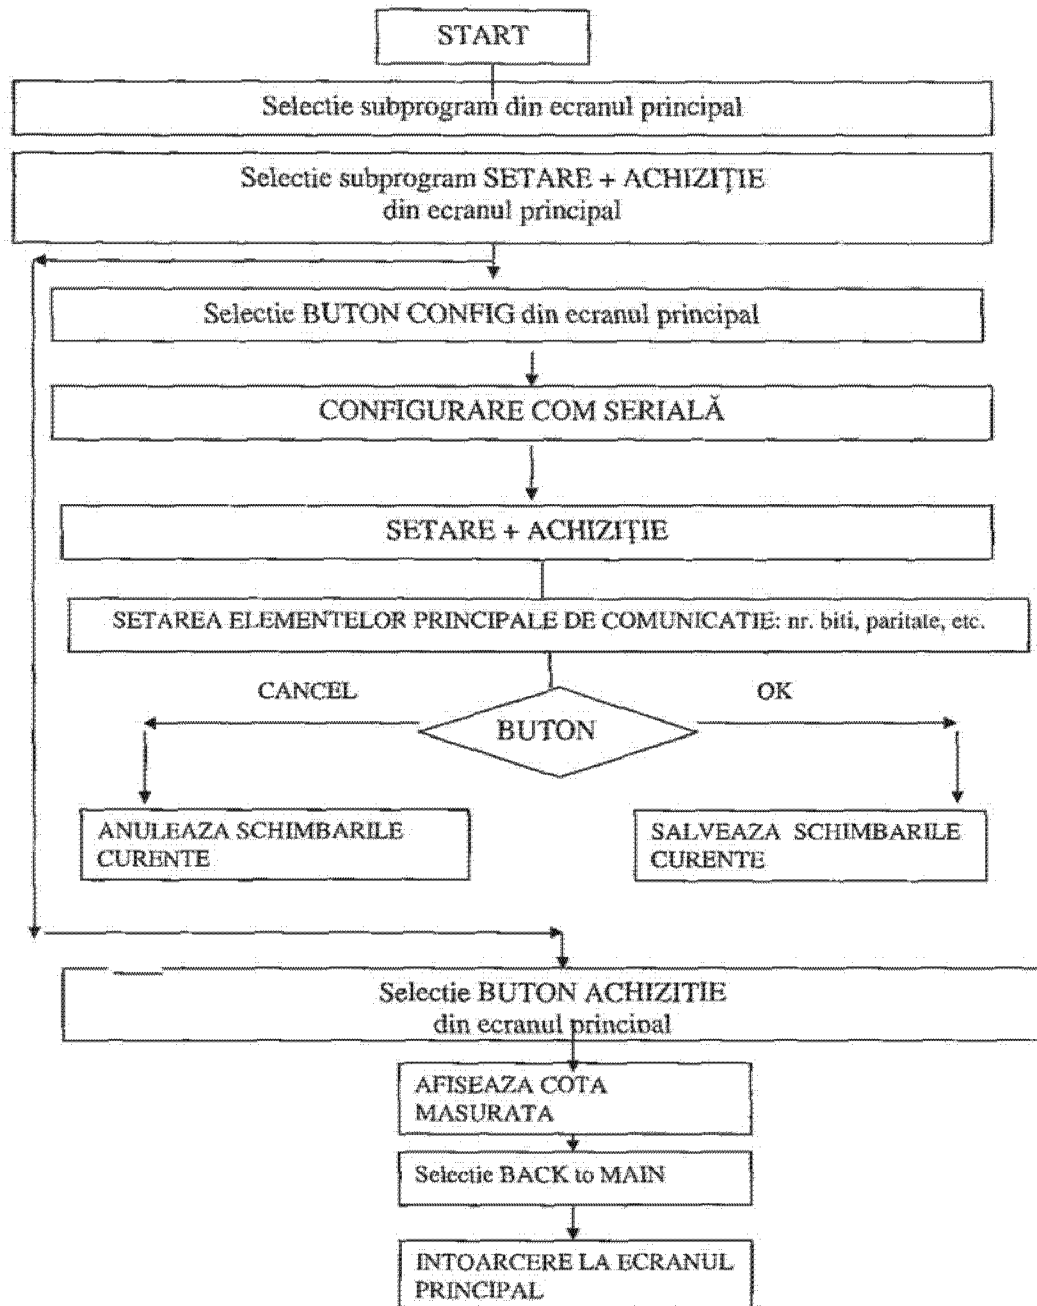 START
Selectie subprogram din ecranul principal
Selectie subprogram SETARE + ACHIZIŢIE
din ecranul principal
Selectie BUTON CONFIG din ecranul principal
CONFIGURARE COM SERIALĂ
SETARE + ACHIZIŢIE
SETAREA ELEMENTELOR PRINCIPALE DE COMUNICATIE: nr. biti, paritate, etc.
CANCEL
OK
BUTON
ANULEAZA SCHIMBARILE
CURENTE
SALVEAZA SCHIMBARILE
CURENTE
Selectie BUTON ACHIZITIE
din ecranul principal
AFISEAZA COTA
MASURATA
Selectie BACK to MAIN
INTOARCERE LA ECRANUL
PRINCIPAL